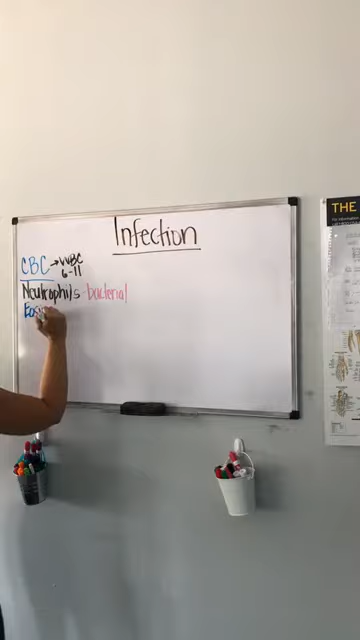 Infection
CBC → WBC
6-11
Neutrophils - bacterial
Eos
THE